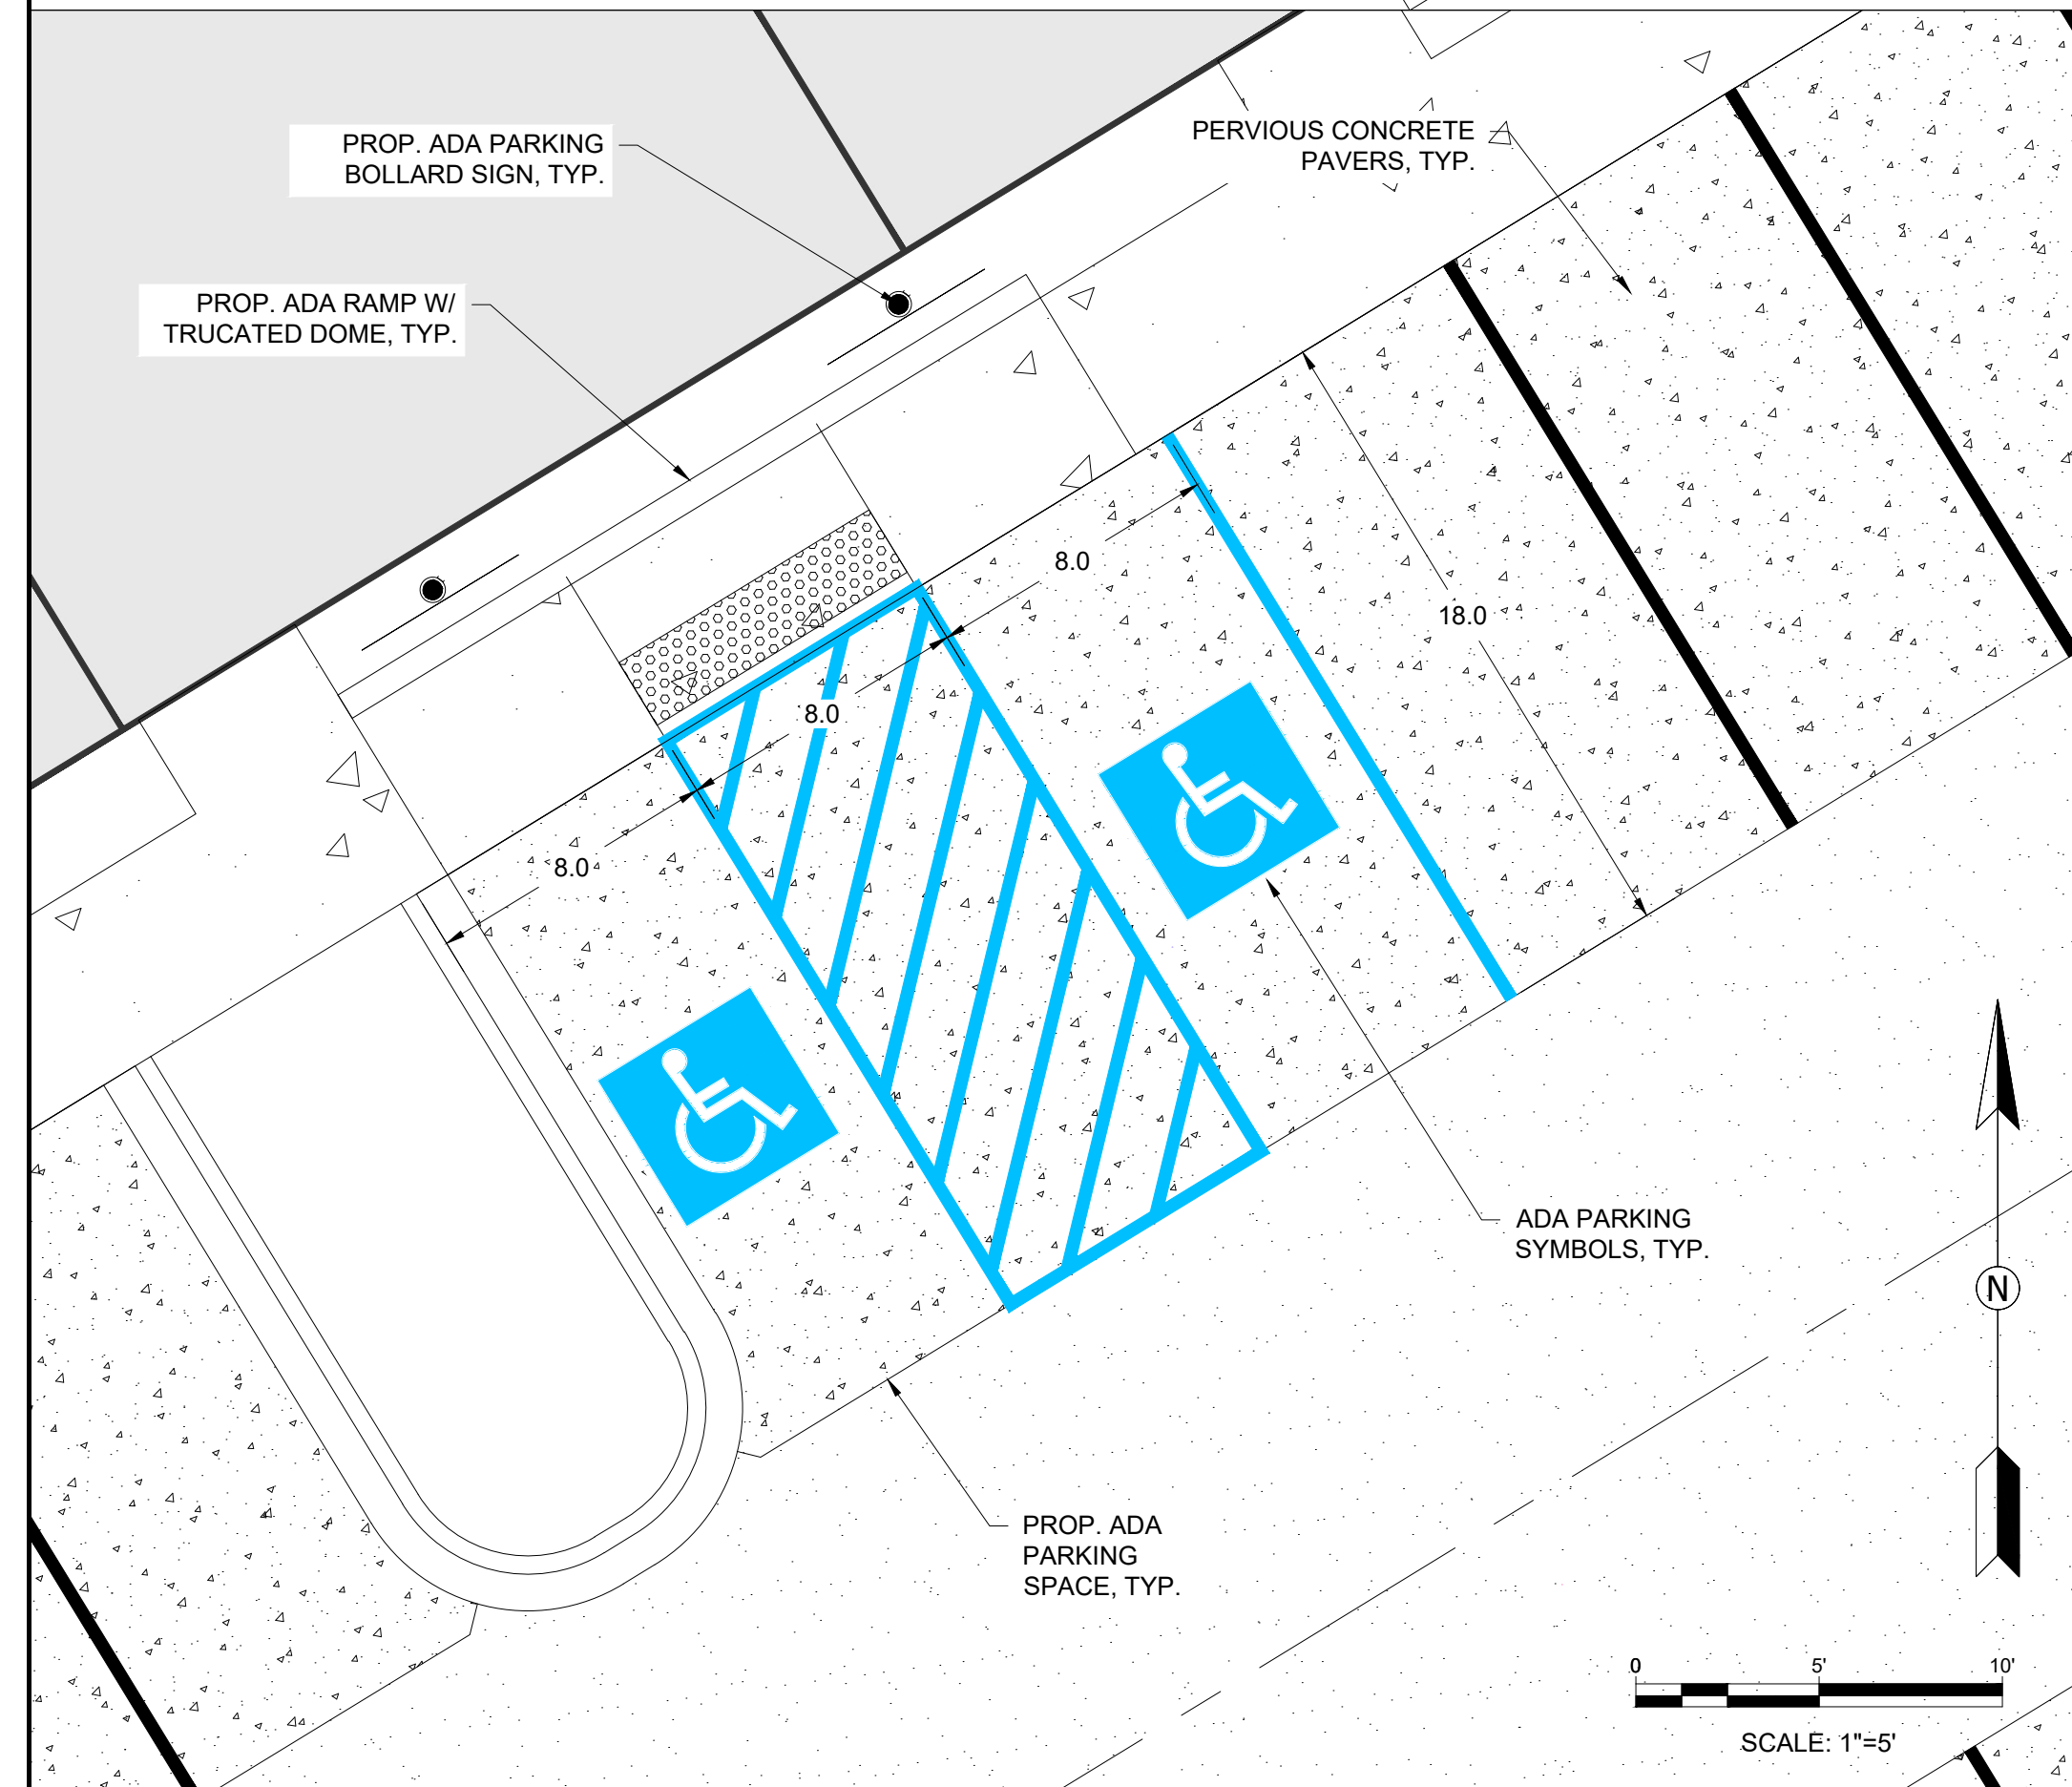 PERVIOUS CONCRETE
PAVERS, TYP.
PROP. ADA PARKING
BOLLARD SIGN, TYP.
PROP. ADA RAMP W/
TRUCATED DOME, TYP.
8.0
18.0
8.0
8.0
ADA PARKING
SYMBOLS, TYP.
N
PROP. ADA
PARKING
SPACE, TYP.
0 5' 10'
SCALE: 1"=5'